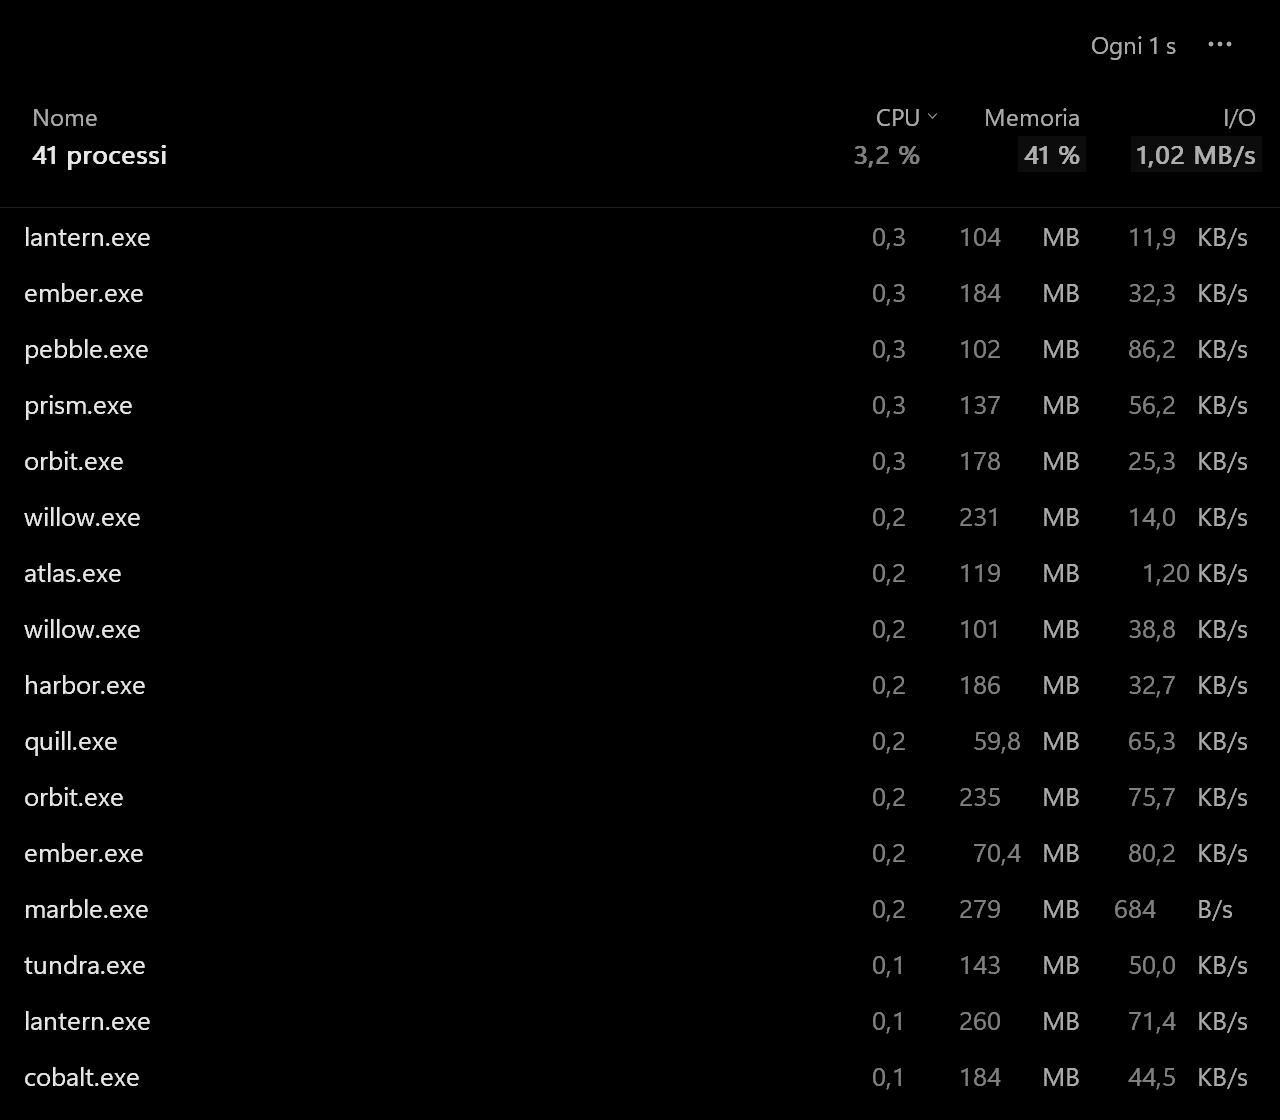 Ogni 1 s ···
Nome CPU Memoria I/O
41 processi 3,2 % 41 % 1,02 MB/s
lantern.exe 0,3 104 MB 11,9 KB/s
ember.exe 0,3 184 MB 32,3 KB/s
pebble.exe 0,3 102 MB 86,2 KB/s
prism.exe 0,3 137 MB 56,2 KB/s
orbit.exe 0,3 178 MB 25,3 KB/s
willow.exe 0,2 231 MB 14,0 KB/s
atlas.exe 0,2 119 MB 1,20 KB/s
willow.exe 0,2 101 MB 38,8 KB/s
harbor.exe 0,2 186 MB 32,7 KB/s
quill.exe 0,2 59,8 MB 65,3 KB/s
orbit.exe 0,2 235 MB 75,7 KB/s
ember.exe 0,2 70,4 MB 80,2 KB/s
marble.exe 0,2 279 MB 684 B/s
tundra.exe 0,1 143 MB 50,0 KB/s
lantern.exe 0,1 260 MB 71,4 KB/s
cobalt.exe 0,1 184 MB 44,5 KB/s